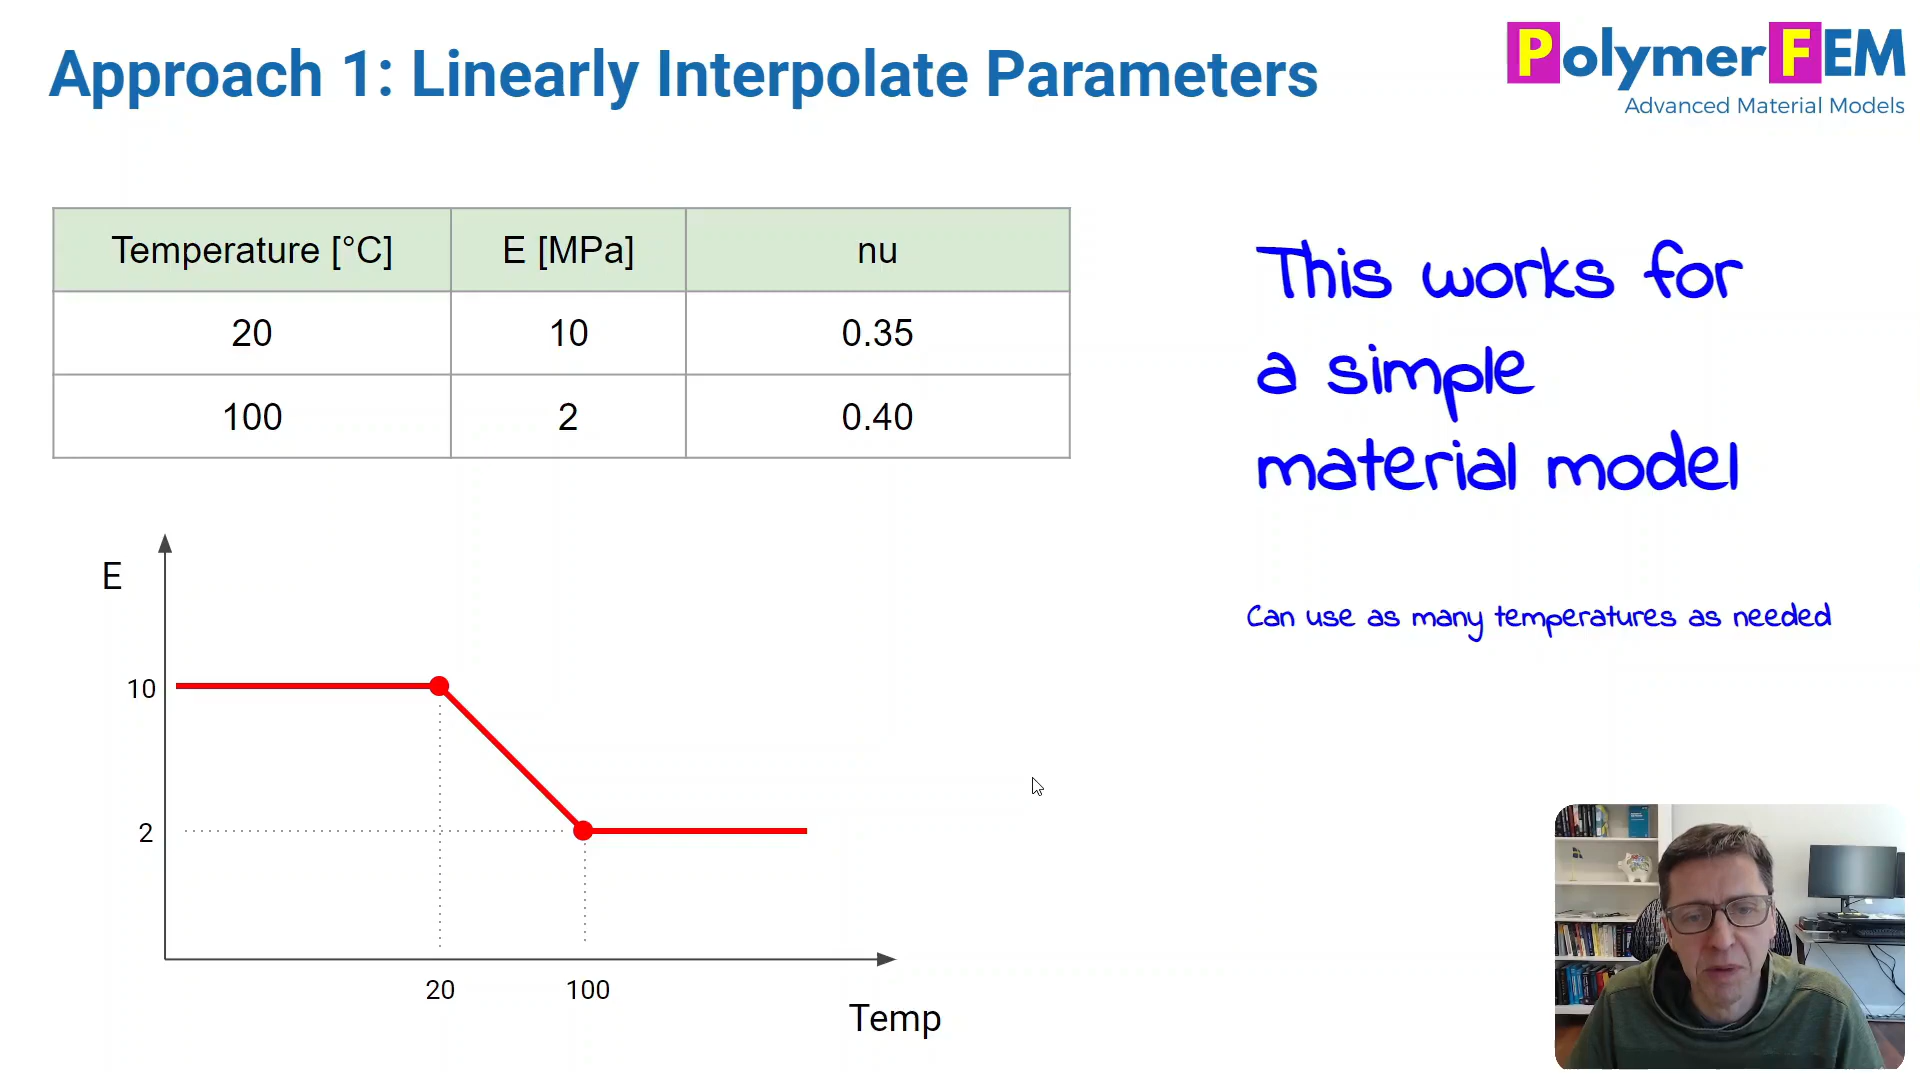 Approach 1: Linearly Interpolate Parameters
PolymerFEM
Advanced Material Models
Temperature [°C] E [MPa] nu
20 10 0.35
100 2 0.40
This works for
a simple
material model
Can use as many temperatures as needed
E
10
2
20 100
Temp